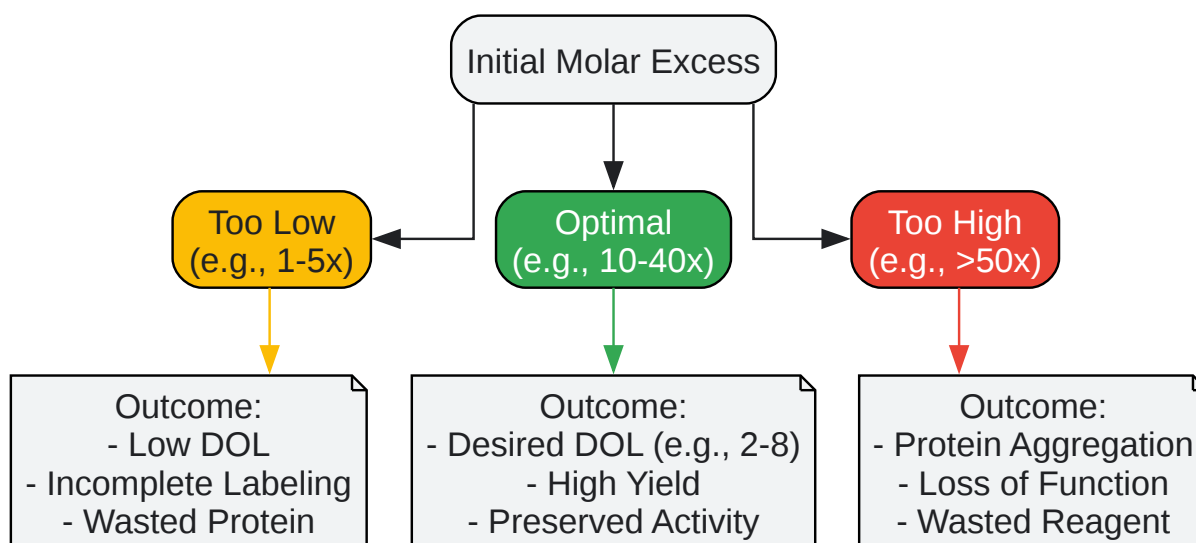 Initial Molar Excess
Too Low
(e.g., 1-5x)
Optimal
(e.g., 10-40x)
Too High
(e.g., >50x)
Outcome:
- Low DOL
- Incomplete Labeling
- Wasted Protein
Outcome:
- Desired DOL (e.g., 2-8)
- High Yield
- Preserved Activity
Outcome:
- Protein Aggregation
- Loss of Function
- Wasted Reagent